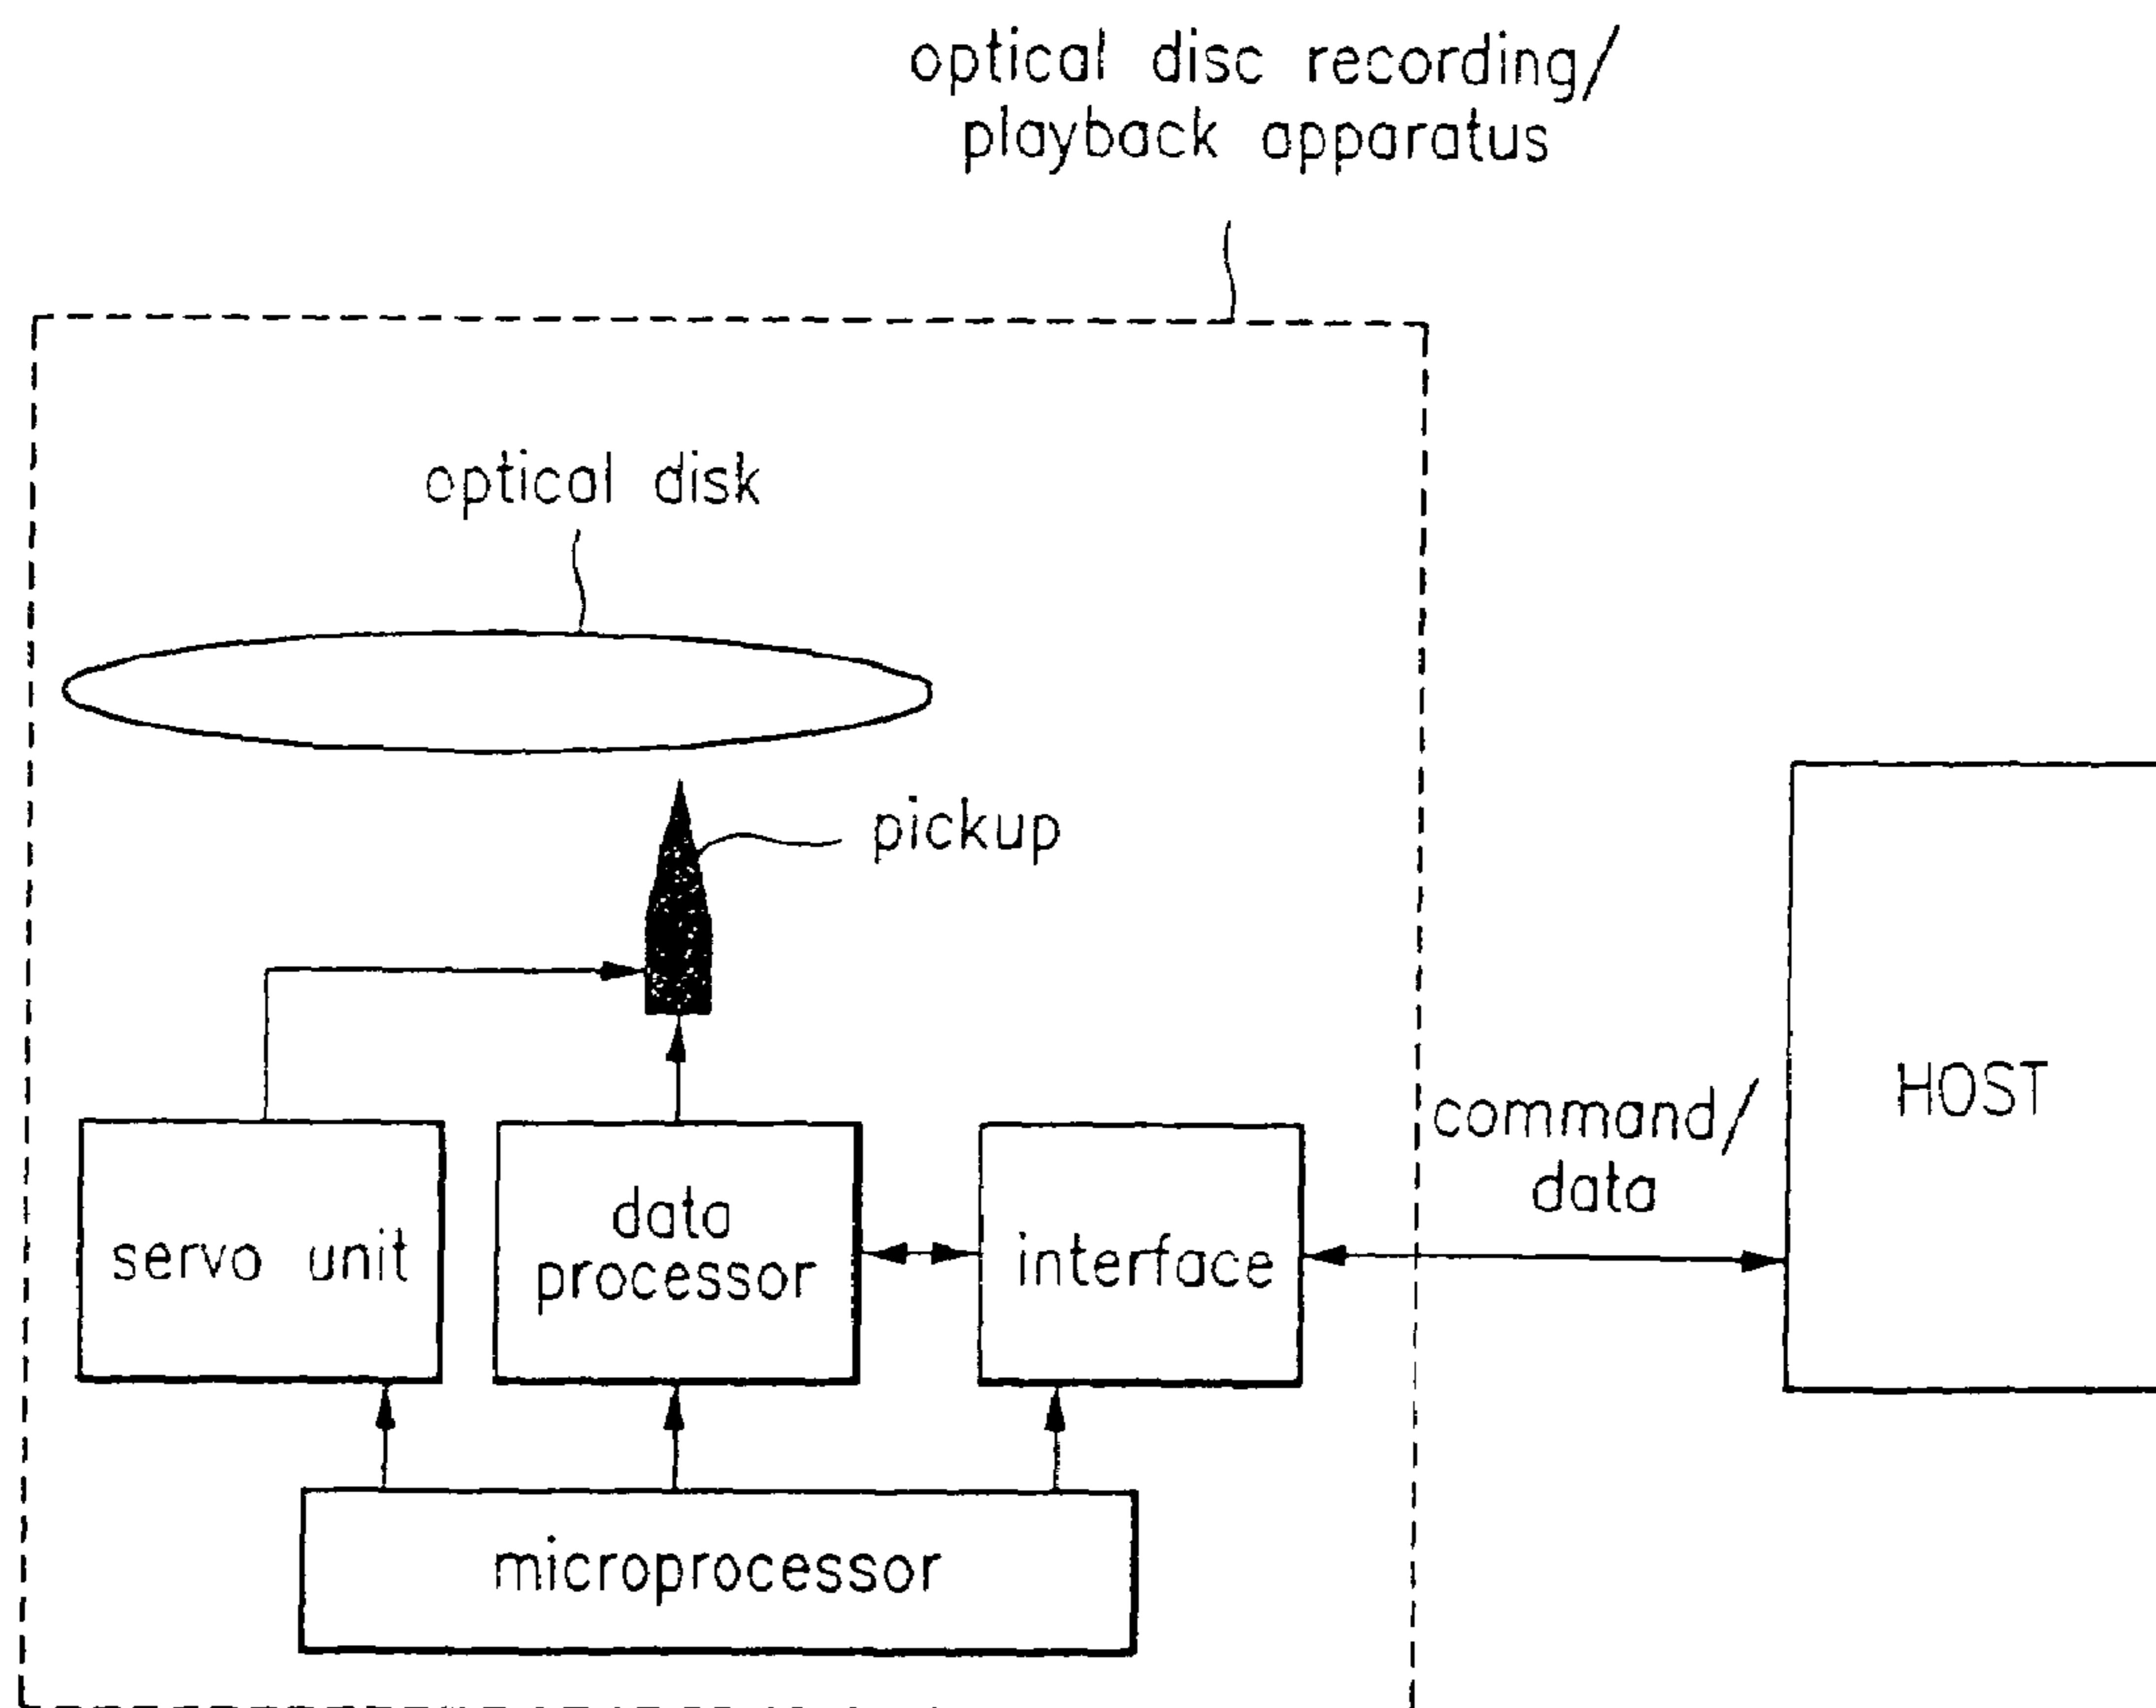 optical disc recording/
playback apparatus
optical disk
pickup
HOST
command/
data
servo unit
data
processor
interface
microprocessor